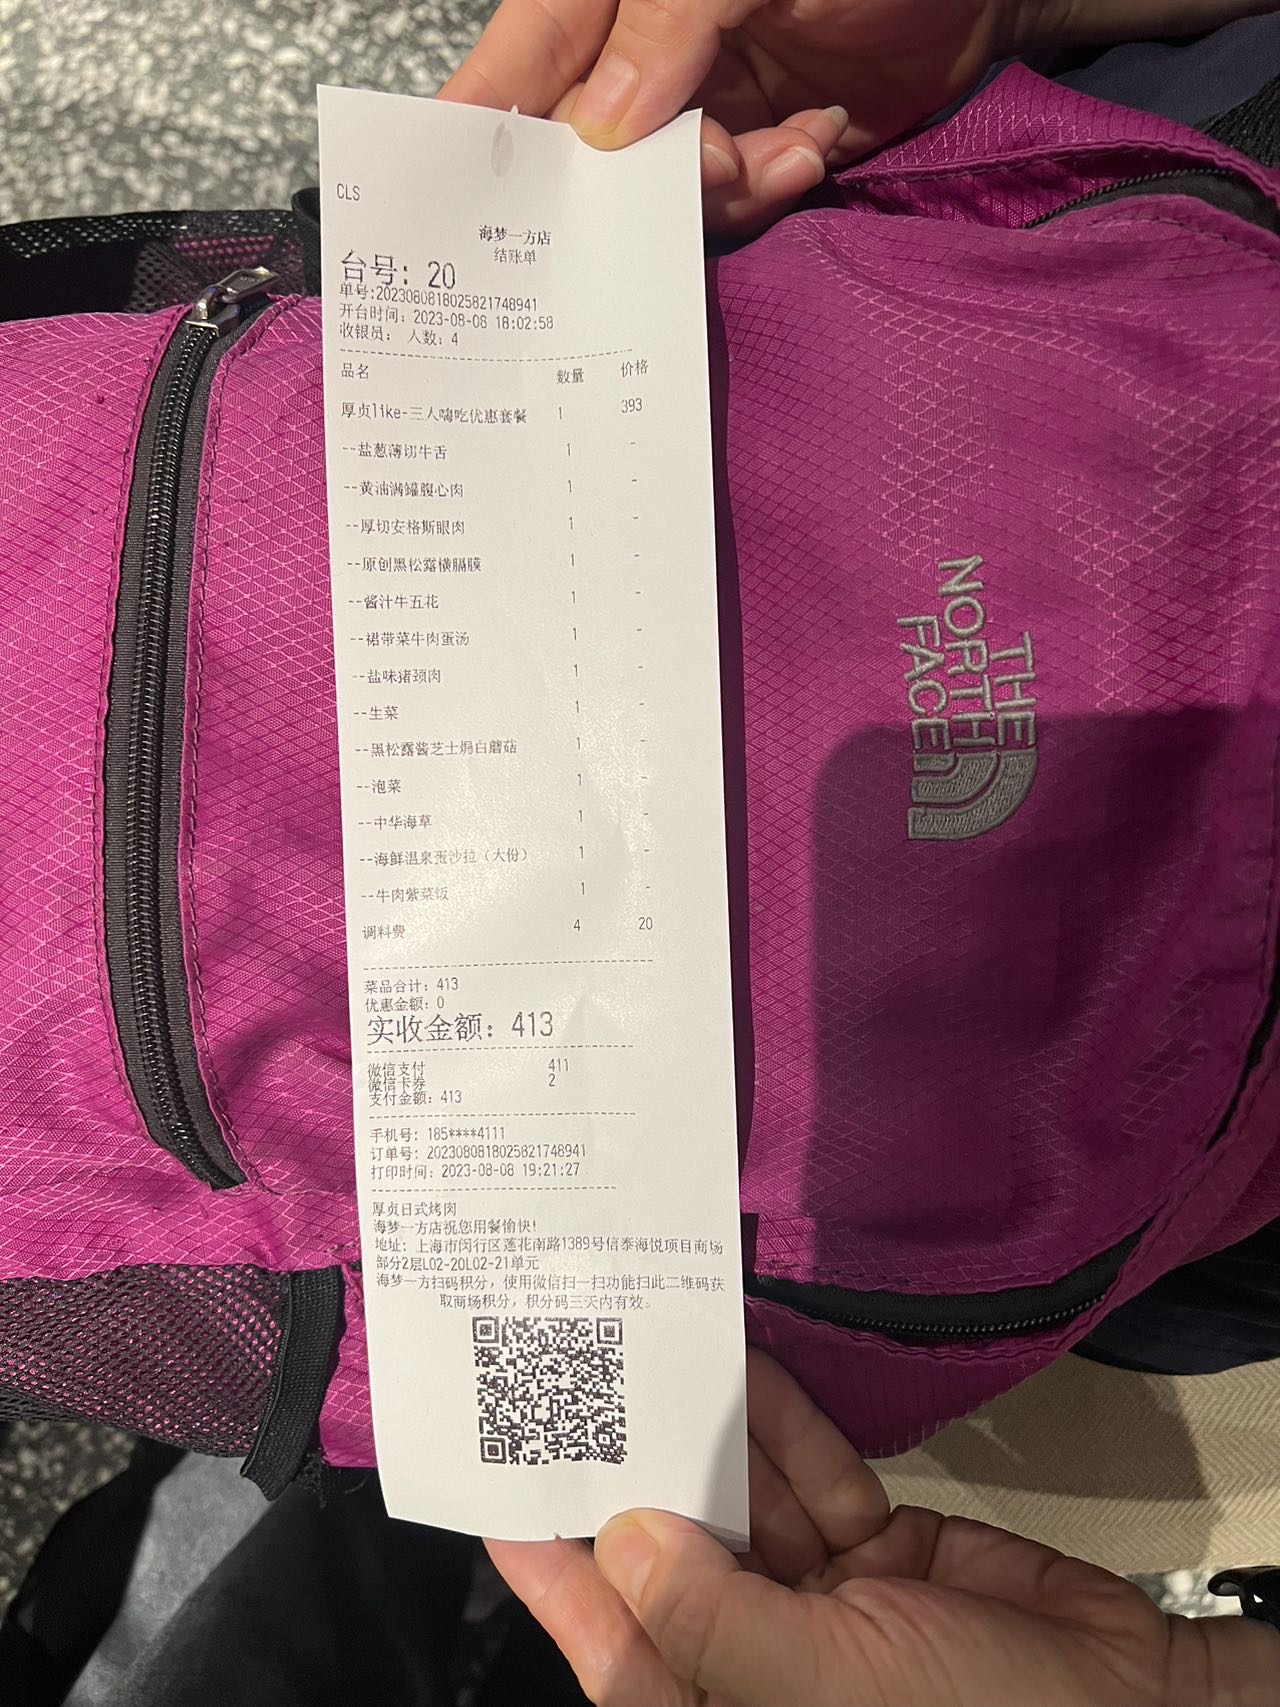 CLS
海梦一方店
结账单
台号: 20
单号:2023080818025821748941
开台时间: 2023-08-08 18:02:58
收银员: 人数: 4
品名 数量 价格
厚贞like-三人嗨吃优惠套餐 1 393
--盐葱薄切牛舌 1 -
--黄油满罐腹心肉 1 -
--厚切安格斯眼肉 1 -
--原创黑松露横膈膜 1 -
--酱汁牛五花 1 -
--裙带菜牛肉蛋汤 1 -
--盐味猪颈肉 1 -
--生菜 1 -
--黑松露酱芝士焗白蘑菇 1 -
--泡菜 1 -
--中华海草 1 -
--海鲜温泉蛋沙拉（大份） 1 -
--牛肉紫菜饭 1 -
调料费 4 20
菜品合计: 413
优惠金额: 0
实收金额: 413
微信支付 411
微信卡券 2
支付金额: 413
手机号: 185****4111
订单号: 2023080818025821748941
打印时间: 2023-08-08 19:21:27
厚贞日式烤肉
海梦一方店祝您用餐愉快!
地址: 上海市闵行区莲花南路1389号信泰海悦项目商场
部分2层L02-20L02-21单元
海梦一方扫码积分，使用微信扫一扫功能扫此二维码获
取商场积分，积分码三天内有效。
THE
NORTH
FACE